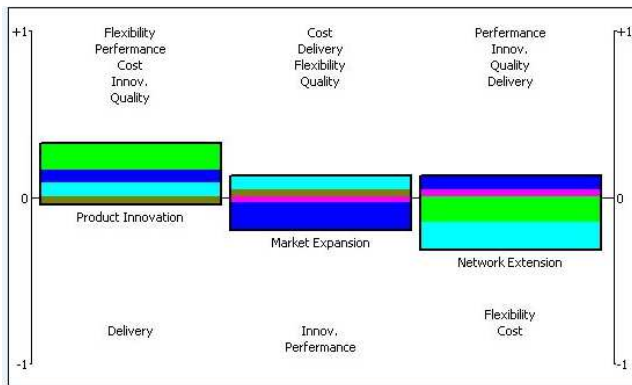 +1
Flexibility
Perfermance
Cost
Innov.
Quality
Cost
Delivery
Flexibility
Quality
Perfermance
Innov.
Quality
Delivery
+1
0
0
Product Innovation
Market Expansion
Network Extension
Delivery
Innov.
Perfermance
Flexibility
Cost
-1
-1